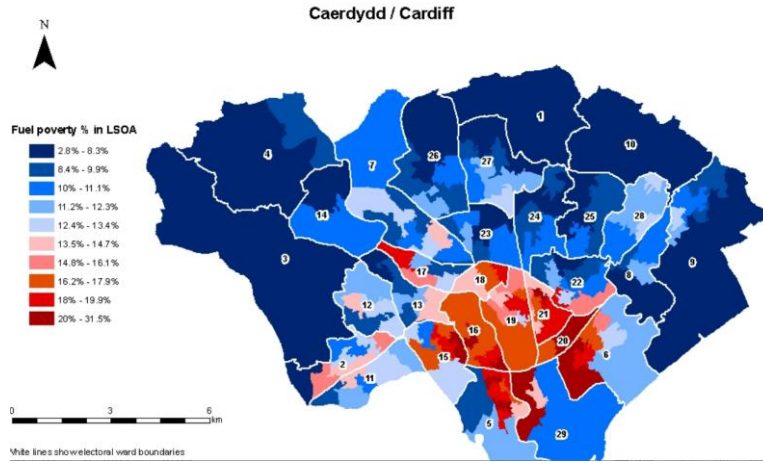 Caerdydd / Cardiff
N
Fuel poverty % in LSOA
2.8% - 8.3%
8.4% - 9.9%
10% - 11.1%
11.2% - 12.3%
12.4% - 13.4%
13.5% - 14.7%
14.8% - 16.1%
16.2% - 17.9%
18% - 19.9%
20% - 31.5%
1
10
4
7
26
27
14
24
25
28
23
3
9
17
18
22
8
12
13
19
21
16
20
15
6
2
11
5
29
0 3 6
km
White lines show electoral ward boundaries